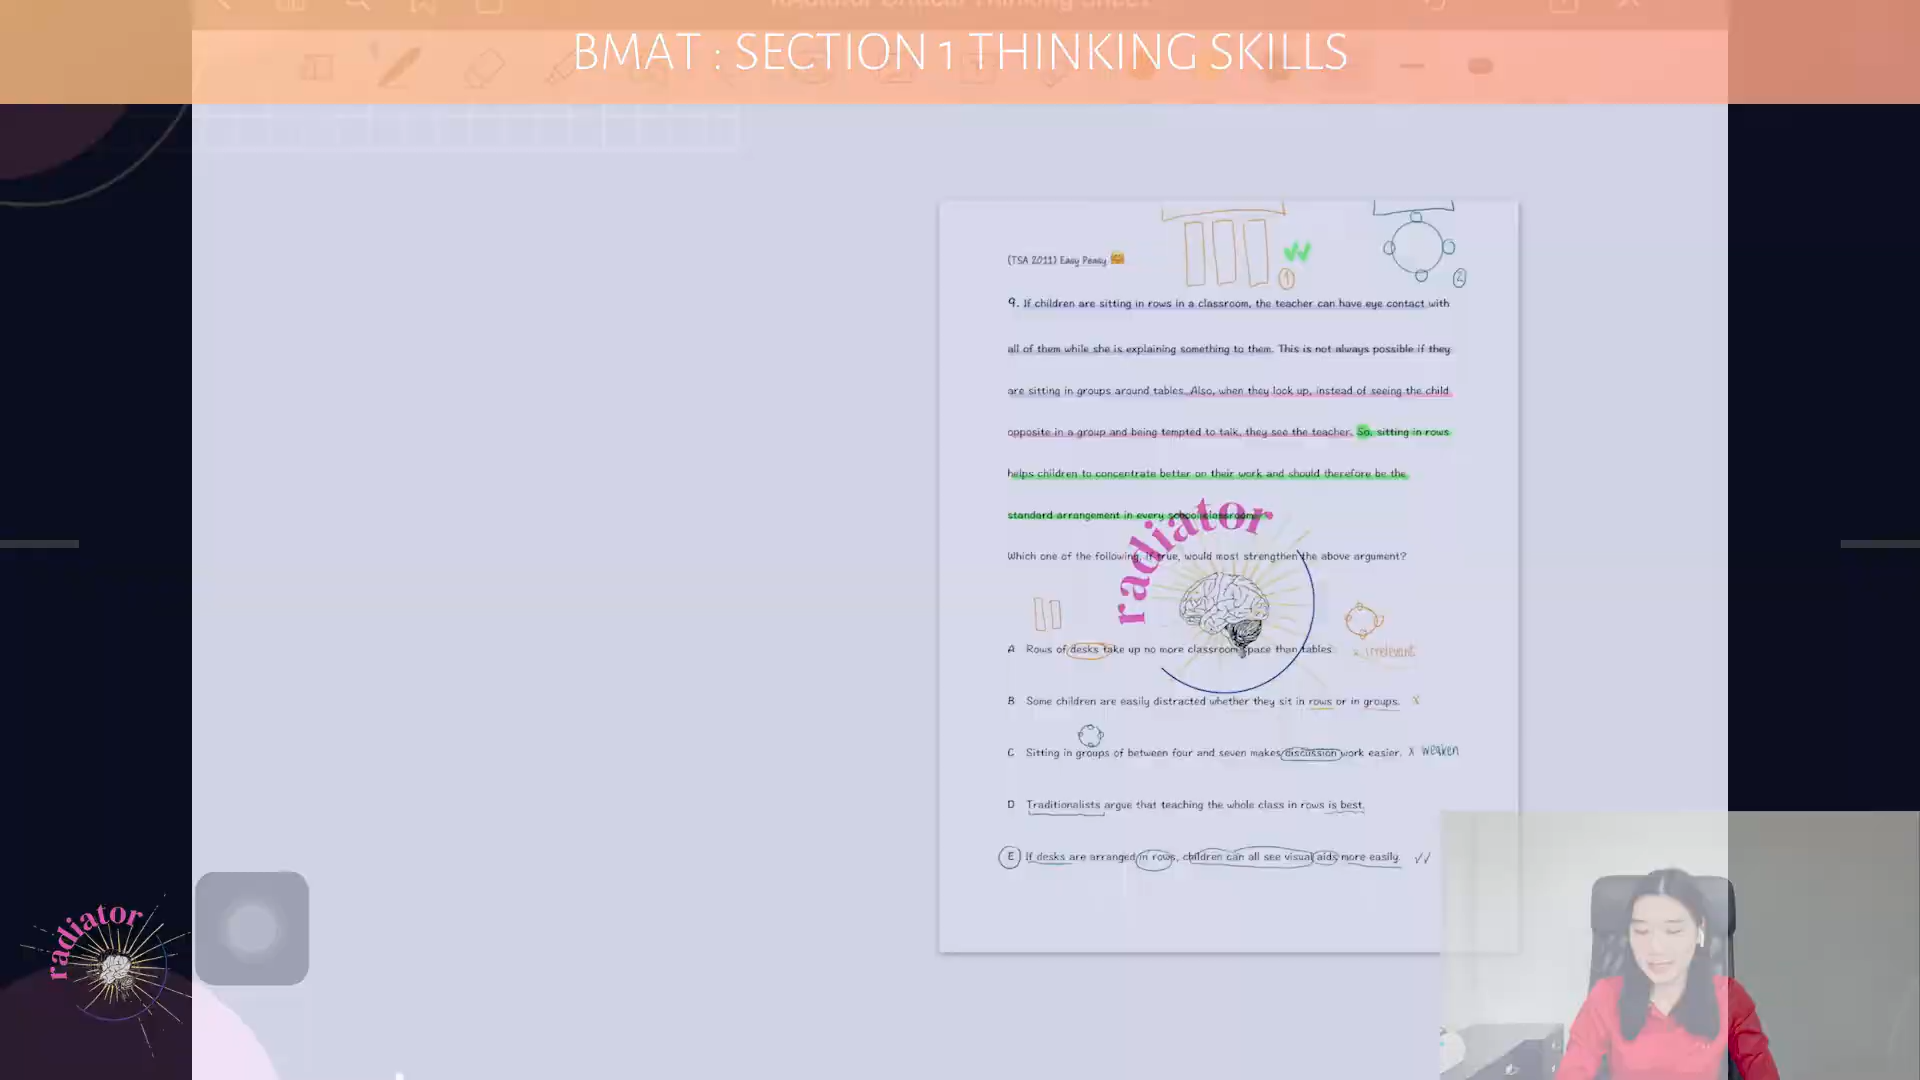 BMAT : SECTION 1 THINKING SKILLS
(TSA 2011) Easy Peasy
1
2
9. If children are sitting in rows in a classroom, the teacher can have eye contact with
all of them while she is explaining something to them. This is not always possible if they
are sitting in groups around tables. Also, when they look up, instead of seeing the child
opposite in a group and being tempted to talk, they see the teacher. So, sitting in rows
helps children to concentrate better on their work and should therefore be the
standard arrangement in every school classroom.
radiator
Which one of the following, if true, would most strengthen the above argument?
A Rows of desks take up no more classroom space than tables x irrelevant
B Some children are easily distracted whether they sit in rows or in groups. x
C Sitting in groups of between four and seven makes discussion work easier. x weaken
D Traditionalists argue that teaching the whole class in rows is best.
E If desks are arranged in rows, children can all see visual aids more easily.
radiator